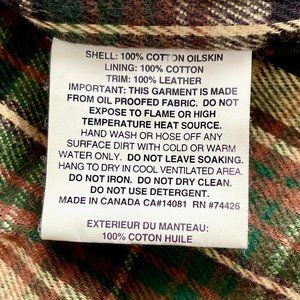 SHELL: 100% COTTON OILSKIN
LINING: 100% COTTON
TRIM: 100% LEATHER
IMPORTANT: THIS GARMENT IS MADE
FROM OIL PROOFED FABRIC. DO NOT
EXPOSE TO FLAME OR HIGH
TEMPERATURE HEAT SOURCE.
HAND WASH OR HOSE OFF ANY
SURFACE DIRT WITH COLD OR WARM
WATER ONLY. DO NOT LEAVE SOAKING.
HANG TO DRY IN COOL VENTILATED AREA.
DO NOT IRON. DO NOT DRY CLEAN.
DO NOT USE DETERGENT.
MADE IN CANADA CA#14081 RN #74426
EXTERIEUR DU MANTEAU:
100% COTON HUILE